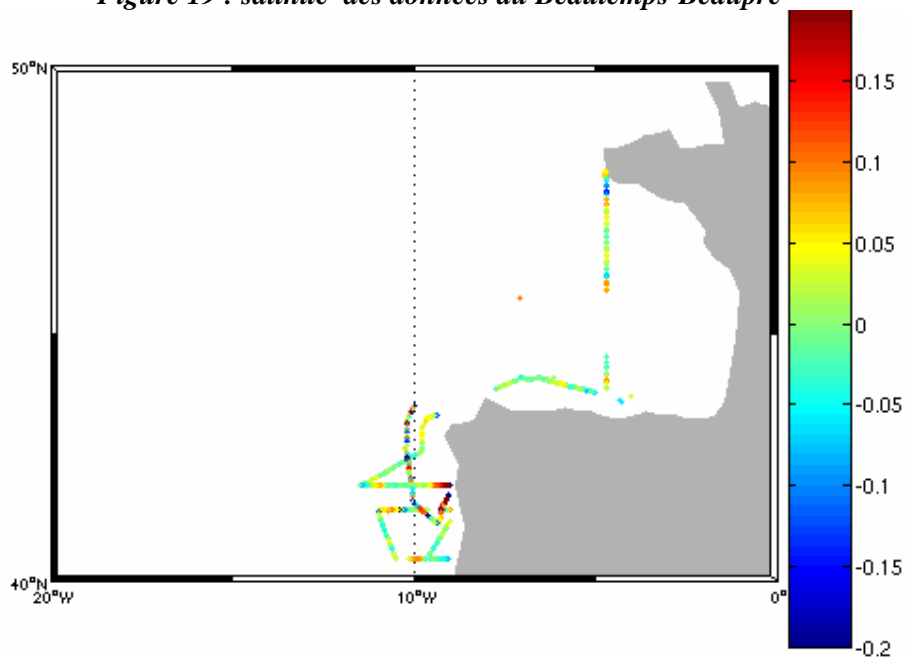 Figure 19 : salinité des données du Beautemps-Beaupré
50°N
0.15
0.1
0.05
0
-0.05
-0.1
-0.15
-0.2
40°N
20°W
10°W
0°